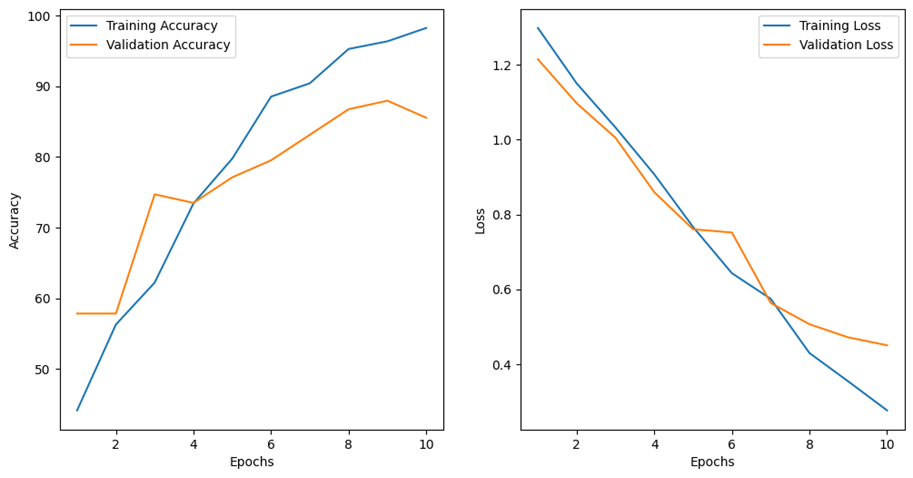 Training Accuracy
Validation Accuracy
100
90
80
70
60
50
Accuracy
2 4 6 8 10
Epochs
Training Loss
Validation Loss
1.2
1.0
0.8
0.6
0.4
Loss
2 4 6 8 10
Epochs